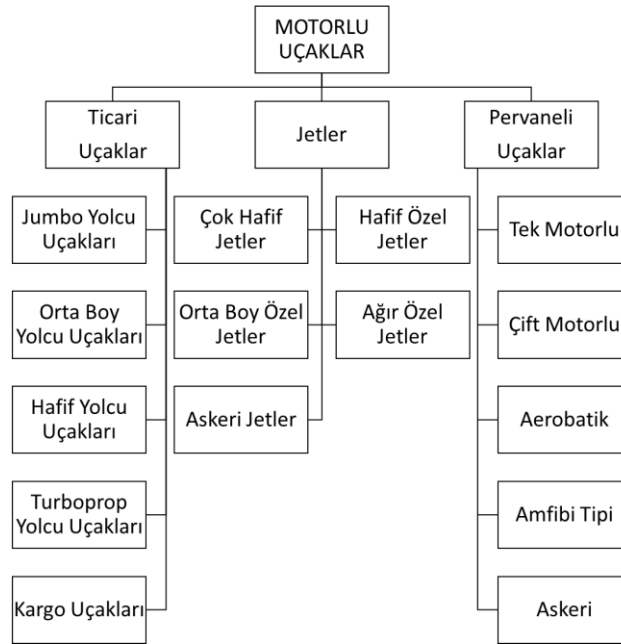 MOTORLU
UÇAKLAR
Ticari
Uçaklar
Jetler
Pervaneli
Uçaklar
Jumbo Yolcu
Uçakları
Çok Hafif
Jetler
Hafif Özel
Jetler
Tek Motorlu
Orta Boy
Yolcu Uçakları
Orta Boy Özel
Jetler
Ağır Özel
Jetler
Çift Motorlu
Hafif Yolcu
Uçakları
Askeri Jetler
Aerobatik
Turboprop
Yolcu Uçakları
Amfibi Tipi
Kargo Uçakları
Askeri